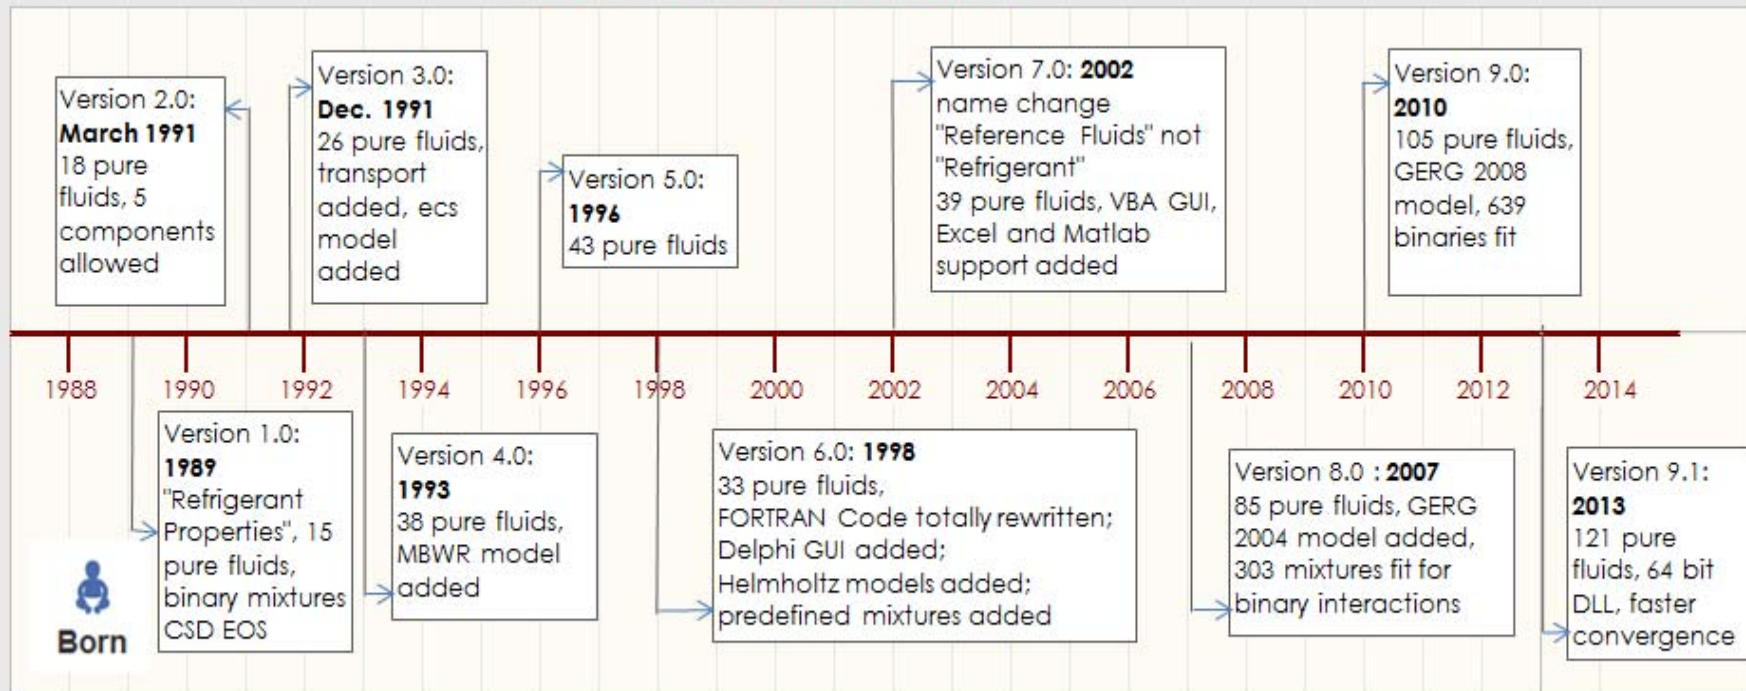 Version 2.0:
March 1991
18 pure
fluids, 5
components
allowed
Version 3.0:
Dec. 1991
26 pure fluids,
transport
added, ecs
model
added
Version 5.0:
1996
43 pure fluids
Version 7.0: 2002
name change
"Reference Fluids" not
"Refrigerant"
39 pure fluids, VBA GUI,
Excel and Matlab
support added
Version 9.0:
2010
105 pure fluids,
GERG 2008
model, 639
binaries fit
1988 1990 1992 1994 1996 1998 2000 2002 2004 2006 2008 2010 2012 2014
Born
Version 1.0:
1989
"Refrigerant
Properties", 15
pure fluids,
binary mixtures
CSD EOS
Version 4.0:
1993
38 pure fluids,
MBWR model
added
Version 6.0: 1998
33 pure fluids,
FORTRAN Code totally rewritten;
Delphi GUI added;
Helmholtz models added;
predefined mixtures added
Version 8.0 : 2007
85 pure fluids, GERG
2004 model added,
303 mixtures fit for
binary interactions
Version 9.1:
2013
121 pure
fluids, 64 bit
DLL, faster
convergence